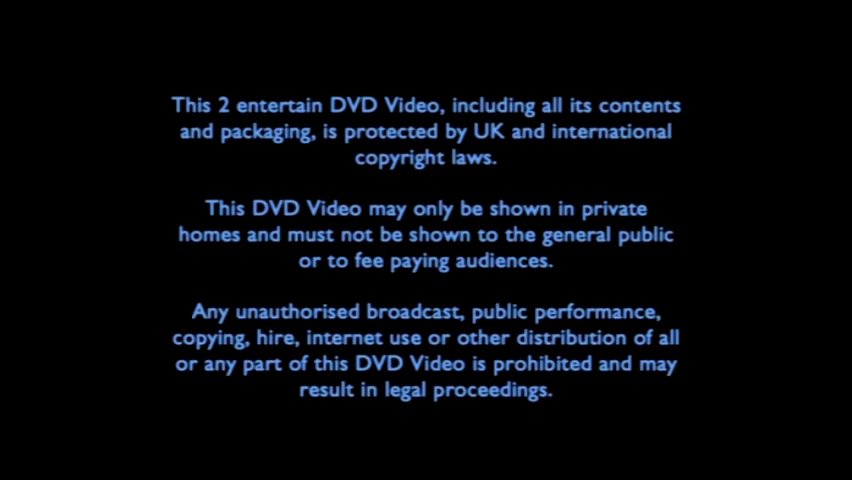 This 2 entertain DVD Video, including all its contents
and packaging, is protected by UK and international
copyright laws.
This DVD Video may only be shown in private
homes and must not be shown to the general public
or to fee paying audiences.
Any unauthorised broadcast, public performance,
copying, hire, internet use or other distribution of all
or any part of this DVD Video is prohibited and may
result in legal proceedings.